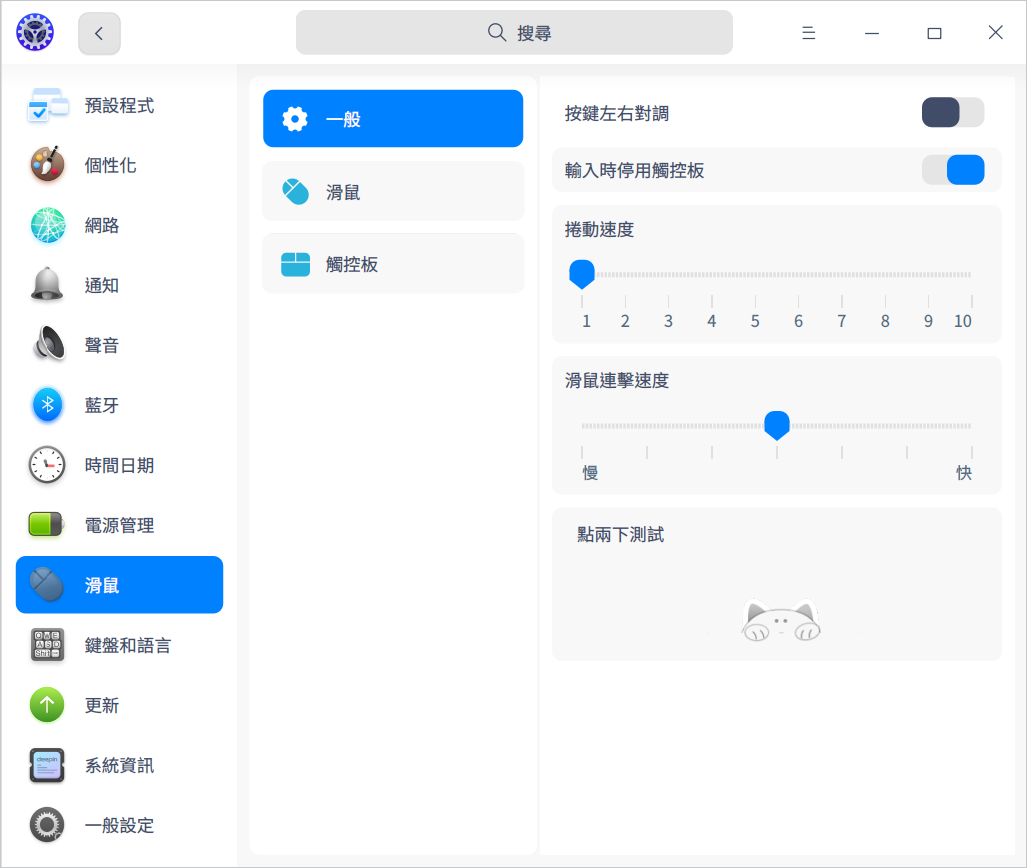 搜尋
預設程式
個性化
網路
通知
聲音
藍牙
時間日期
電源管理
滑鼠
鍵盤和語言
更新
deepin
系統資訊
一般設定
一般
滑鼠
觸控板
按鍵左右對調
輸入時停用觸控板
捲動速度
1 2 3 4 5 6 7 8 9 10
滑鼠連擊速度
慢 快
點兩下測試